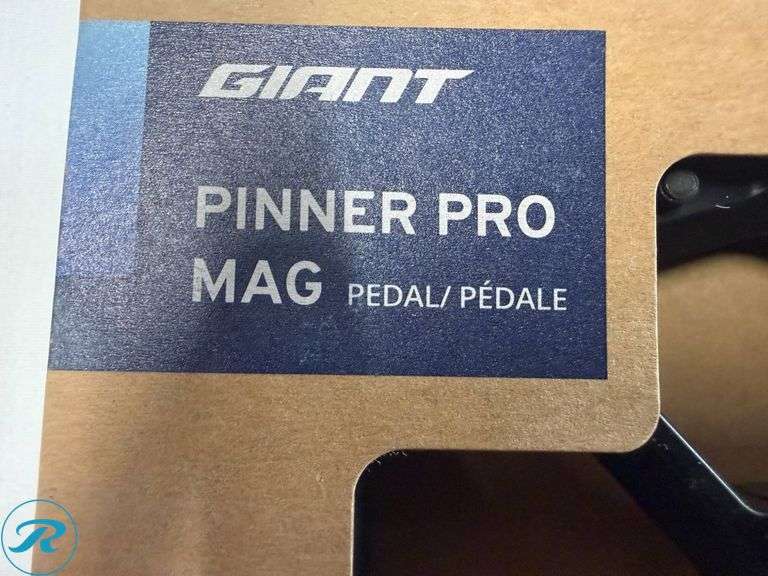 GIANT
PINNER PRO
MAG PEDAL/ PÉDALE
R